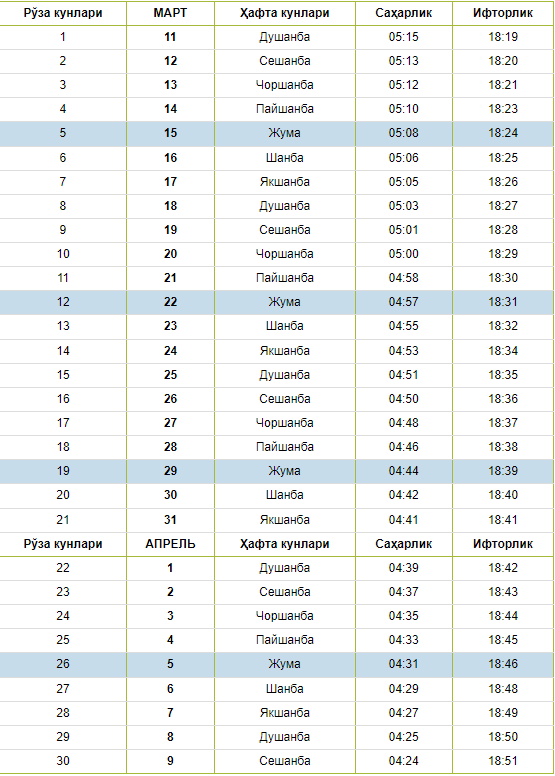 Рўза кунлари МАРТ Ҳафта кунлари Саҳарлик Ифторлик
1 11 Душанба 05:15 18:19
2 12 Сешанба 05:13 18:20
3 13 Чоршанба 05:12 18:21
4 14 Пайшанба 05:10 18:23
5 15 Жума 05:08 18:24
6 16 Шанба 05:06 18:25
7 17 Якшанба 05:05 18:26
8 18 Душанба 05:03 18:27
9 19 Сешанба 05:01 18:28
10 20 Чоршанба 05:00 18:29
11 21 Пайшанба 04:58 18:30
12 22 Жума 04:57 18:31
13 23 Шанба 04:55 18:32
14 24 Якшанба 04:53 18:34
15 25 Душанба 04:51 18:35
16 26 Сешанба 04:50 18:36
17 27 Чоршанба 04:48 18:37
18 28 Пайшанба 04:46 18:38
19 29 Жума 04:44 18:39
20 30 Шанба 04:42 18:40
21 31 Якшанба 04:41 18:41
Рўза кунлари АПРЕЛЬ Ҳафта кунлари Саҳарлик Ифторлик
22 1 Душанба 04:39 18:42
23 2 Сешанба 04:37 18:43
24 3 Чоршанба 04:35 18:44
25 4 Пайшанба 04:33 18:45
26 5 Жума 04:31 18:46
27 6 Шанба 04:29 18:48
28 7 Якшанба 04:27 18:49
29 8 Душанба 04:25 18:50
30 9 Сешанба 04:24 18:51